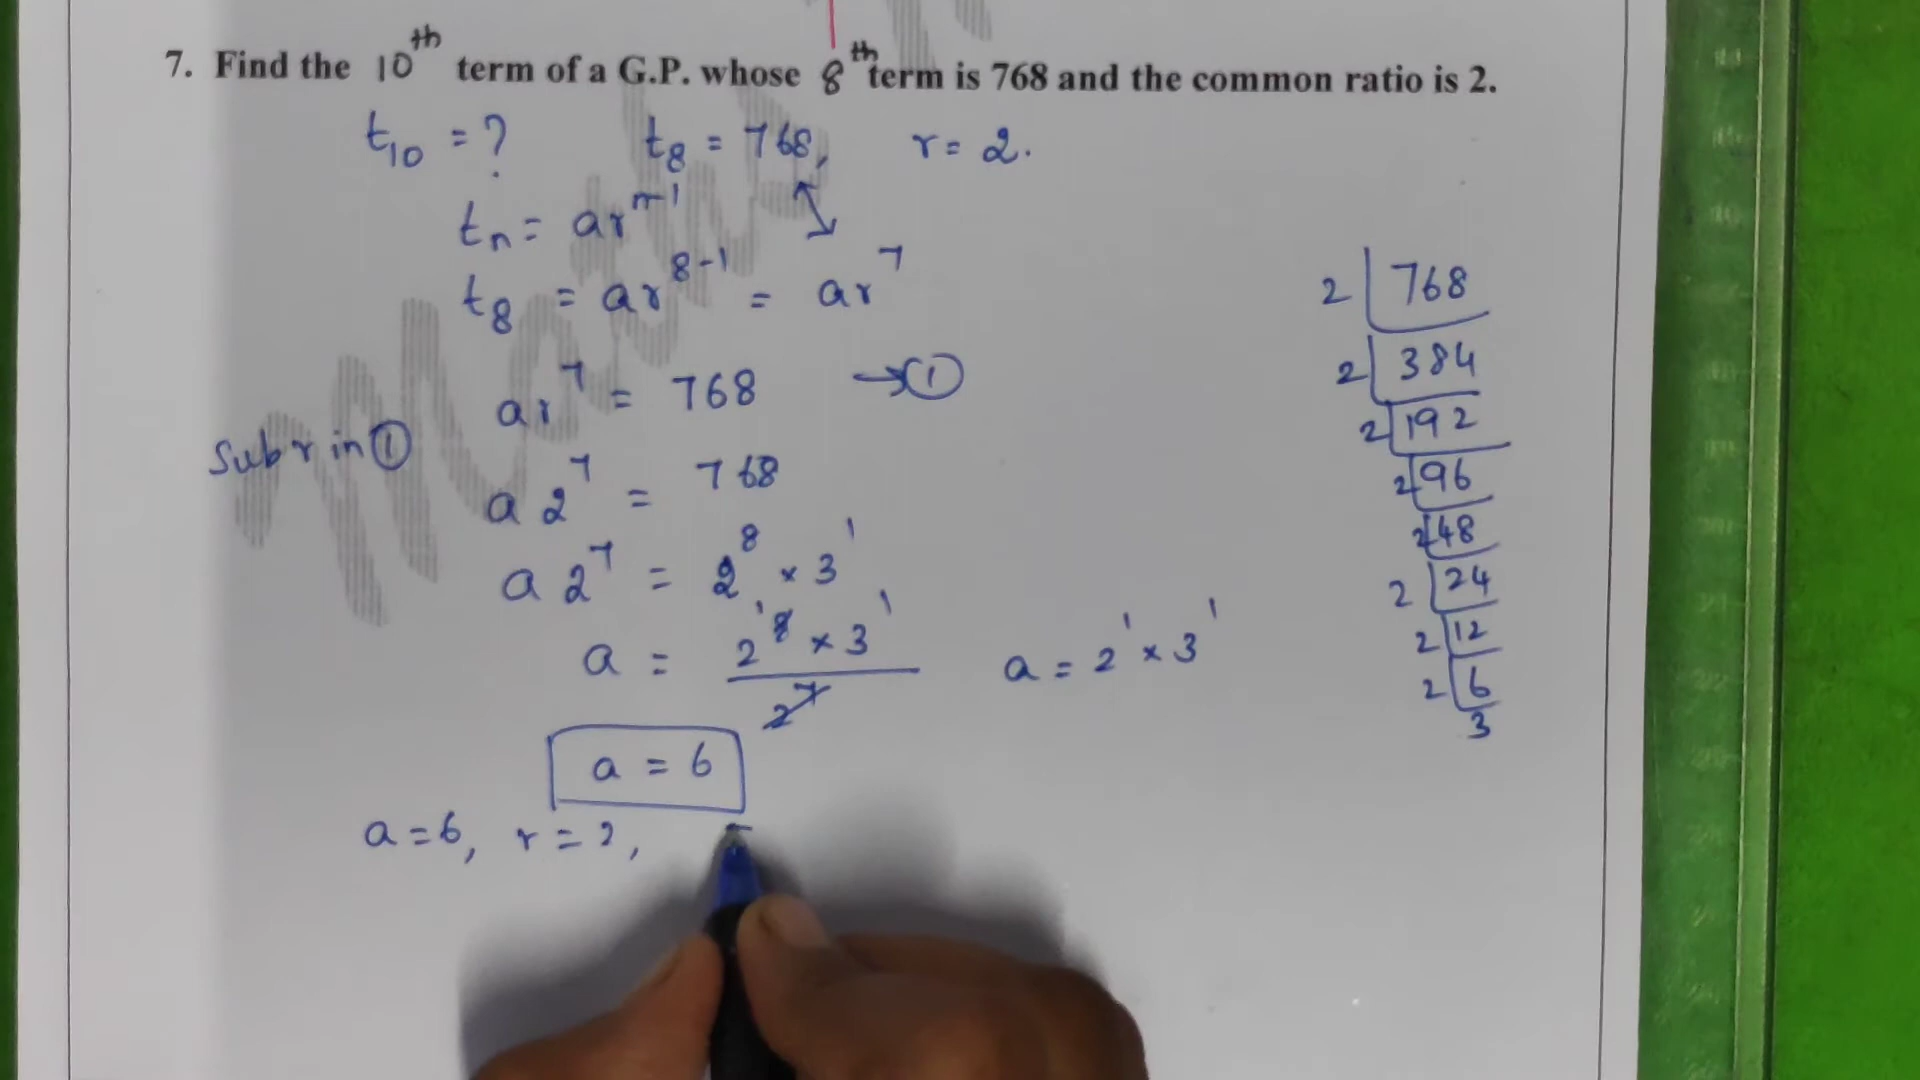 7. Find the 10th term of a G.P. whose 8th term is 768 and the common ratio is 2.
t10 = ? t8 = 768, r = 2.
tn = ar^n-1
t8 = ar^8-1 = ar^7
ar^7 = 768 → ①
Sub r in ①
a 2^7 = 768
a 2^7 = 2^8 × 3^1
a = 2^8 1 × 3^1 / 2^7 a = 2^1 × 3^1
a = 6
a = 6, r = 2,
2 | 768
2 | 384
2 | 192
2 | 96
2 | 48
2 | 24
2 | 12
2 | 6
3